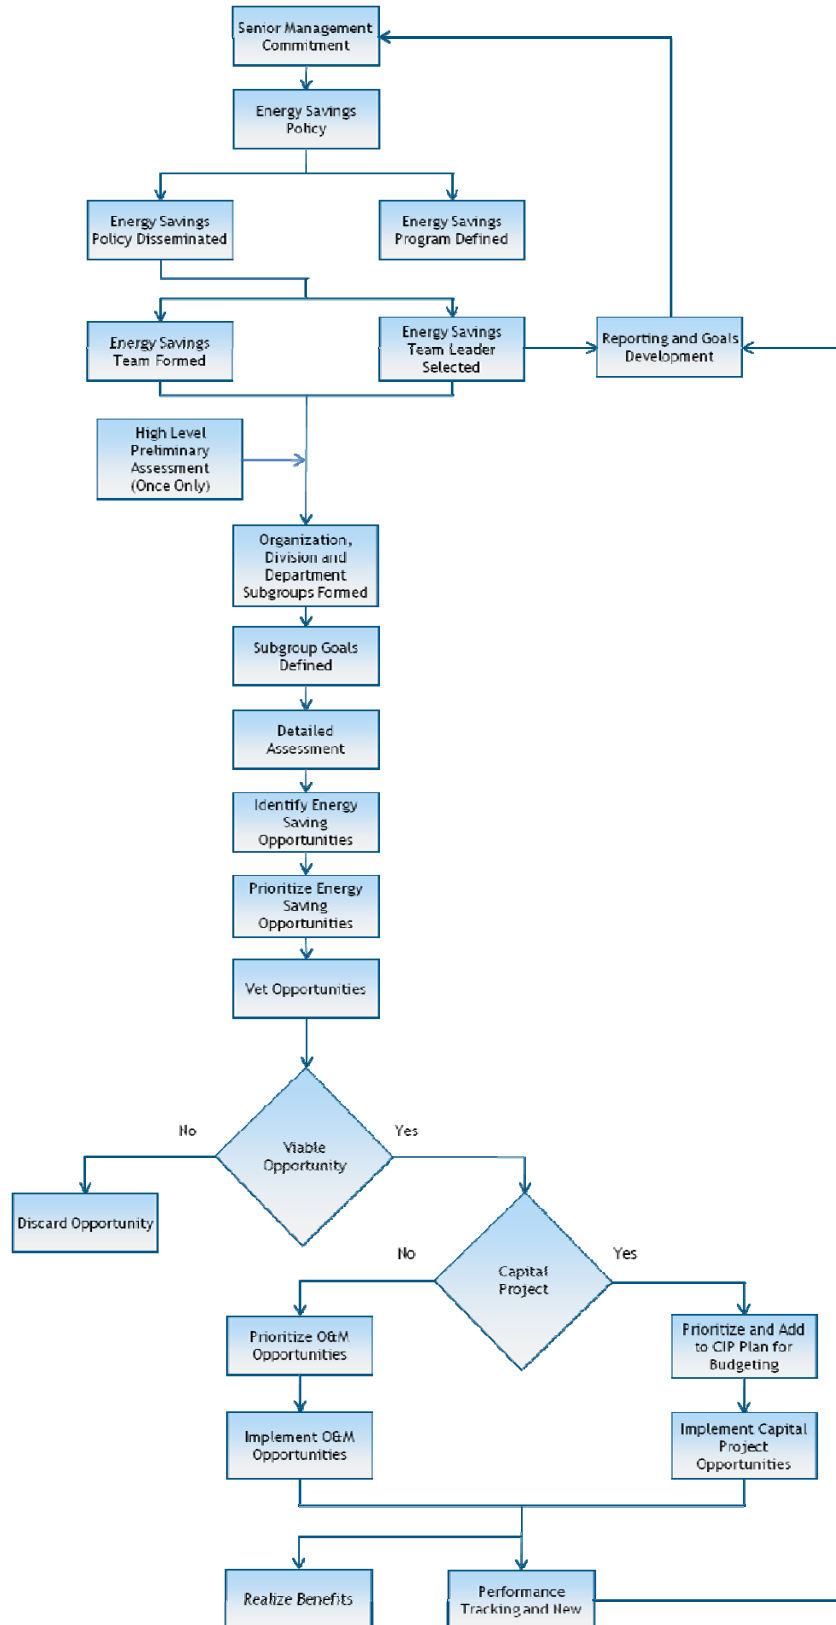 Senior Management
Commitment
Energy Savings
Policy
Energy Savings
Policy Disseminated
Energy Savings
Program Defined
Energy Savings
Team Formed
Energy Savings
Team Leader
Selected
Reporting and Goals
Development
High Level
Preliminary
Assessment
(Once Only)
Organization,
Division and
Department
Subgroups Formed
Subgroup Goals
Defined
Detailed
Assessment
Identify Energy
Saving
Opportunities
Prioritize Energy
Saving
Opportunities
Vet Opportunities
No
Viable
Opportunity
Yes
Discard Opportunity
No
Capital
Project
Yes
Prioritize O&M
Opportunities
Prioritize and Add
to CIP Plan for
Budgeting
Implement O&M
Opportunities
Implement Capital
Project
Opportunities
Realize Benefits
Performance
Tracking and New